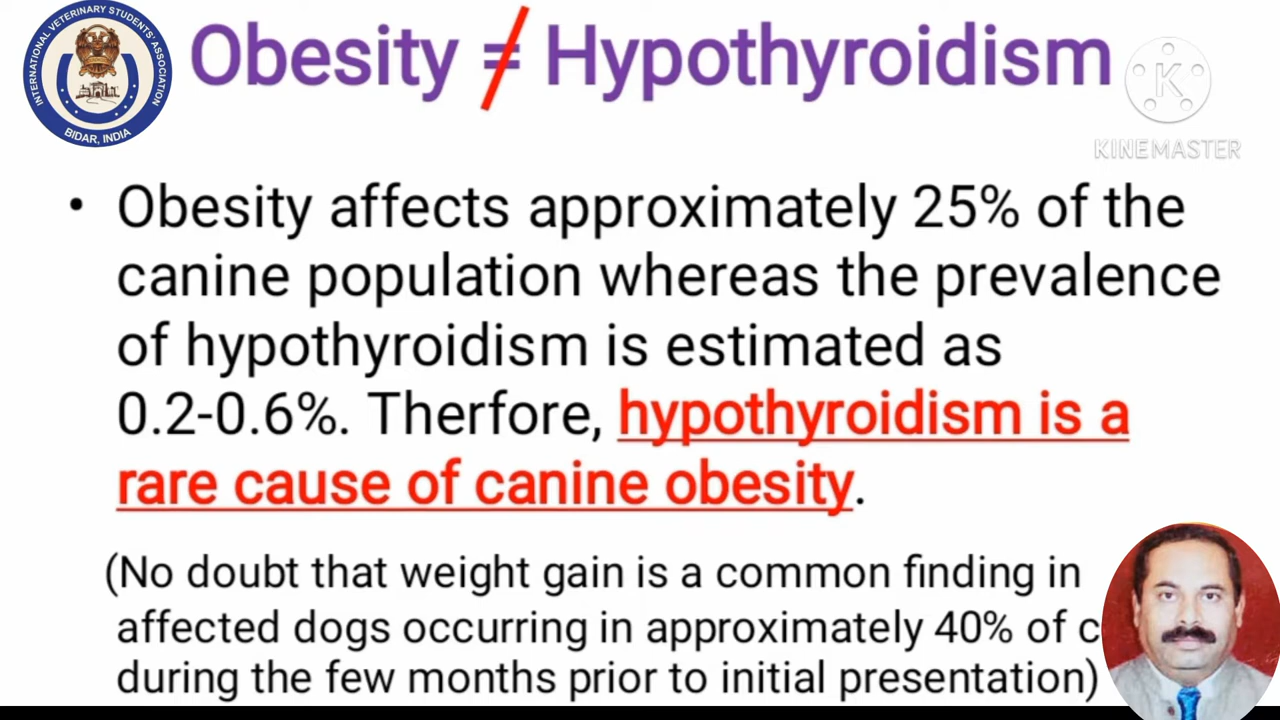 INTERNATIONAL VETERINARY STUDENTS' ASSOCIATION
BIDAR, INDIA
Obesity ≠ Hypothyroidism
K
KINEMASTER
• Obesity affects approximately 25% of the
canine population whereas the prevalence
of hypothyroidism is estimated as
0.2-0.6%. Therfore, hypothyroidism is a
rare cause of canine obesity.
(No doubt that weight gain is a common finding in
affected dogs occurring in approximately 40% of c
during the few months prior to initial presentation)